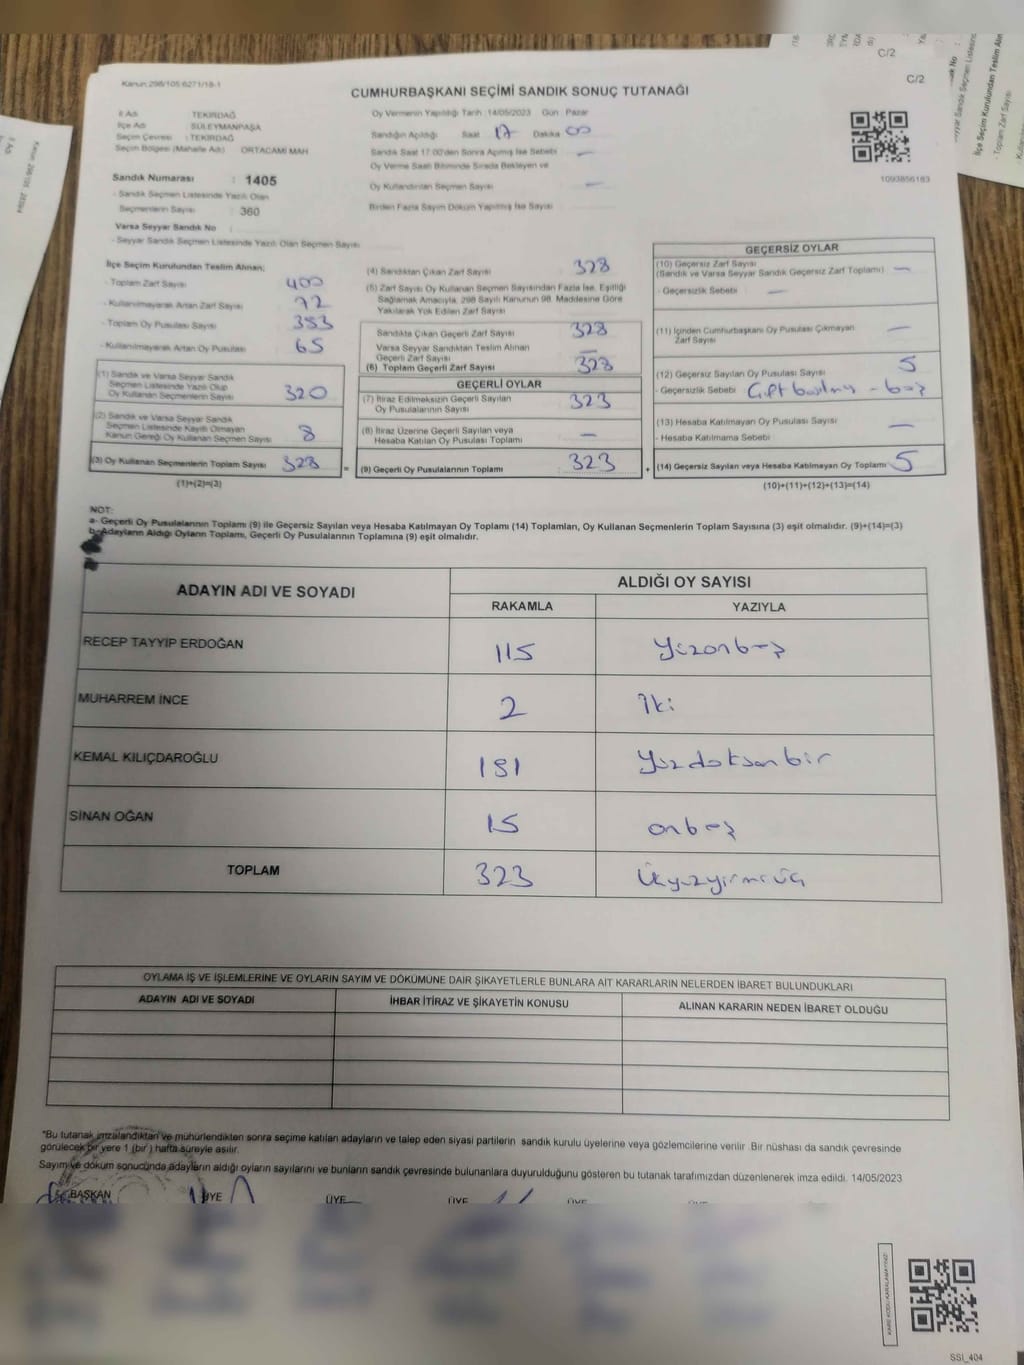 C/2
C/2
Kanun:298/105 6271/18-1
CUMHURBAŞKANI SEÇİMİ SANDIK SONUÇ TUTANAĞI
İl Adı : TEKİRDAĞ
İlçe Adı : SÜLEYMANPAŞA
Seçim Çevresi : TEKİRDAĞ
Seçim Bölgesi (Mahalle Adı) ORTACAMİ MAH
Sandık Numarası : 1405
- Sandık Seçmen Listesinde Yazılı Olan
Seçmenlerin Sayısı : 360
Varsa Seyyar Sandık No :
- Seyyar Sandık Seçmen Listesinde Yazılı Olan Seçmen Sayısı
Oy Vermenin Yapıldığı Tarih :14/05/2023 Gün Pazar
Sandığın Açıldığı Saat 17 Dakika 00
Sandık Saat 17.00'den Sonra Açılmış İse Sebebi —
Oy Verme Saati Bitiminde Sırada Bekleyen ve
Oy Kullandırılan Seçmen Sayısı —
Birden Fazla Sayım Döküm Yapılmış İse Sayısı
1093856183
İlçe Seçim Kurulundan Teslim Alınan;
- Toplam Zarf Sayısı 400
- Kullanılmayarak Artan Zarf Sayısı 72
- Toplam Oy Pusulası Sayısı 393
- Kullanılmayarak Artan Oy Pusulası 65
(1) Sandık ve Varsa Seyyar Sandık
Seçmen Listesinde Yazılı Olup
Oy Kullanan Seçmenlerin Sayısı 320
(2) Sandık ve Varsa Seyyar Sandık
Seçmen Listesinde Kayıtlı Olmayan
Kanun Gereği Oy Kullanan Seçmen Sayısı 8
(3) Oy Kullanan Seçmenlerin Toplam Sayısı 328
(1)+(2)=(3)
(4) Sandıktan Çıkan Zarf Sayısı 328
(5) Zarf Sayısı Oy Kullanan Seçmen Sayısından Fazla İse, Eşitliği
Sağlamak Amacıyla, 298 Sayılı Kanunun 98. Maddesine Göre
Yakılarak Yok Edilen Zarf Sayısı
Sandıkta Çıkan Geçerli Zarf Sayısı 328
Varsa Seyyar Sandıktan Teslim Alınan
Geçerli Zarf Sayısı —
(6) Toplam Geçerli Zarf Sayısı 328
GEÇERLİ OYLAR
(7) İtiraz Edilmeksizin Geçerli Sayılan
Oy Pusulalarının Sayısı 323
(8) İtiraz Üzerine Geçerli Sayılan veya
Hesaba Katılan Oy Pusulası Toplamı —
= (9) Geçerli Oy Pusulalarının Toplamı 323
GEÇERSİZ OYLAR
(10) Geçersiz Zarf Sayısı
(Sandık ve Varsa Seyyar Sandık Geçersiz Zarf Toplamı) —
- Geçersizlik Sebebi —
(11) İçinden Cumhurbaşkanı Oy Pusulası Çıkmayan
Zarf Sayısı —
(12) Geçersiz Sayılan Oy Pusulası Sayısı 5
- Geçersizlik Sebebi Çift basılmış - beş
(13) Hesaba Katılmayan Oy Pusulası Sayısı —
- Hesaba Katılmama Sebebi
+ (14) Geçersiz Sayılan veya Hesaba Katılmayan Oy Toplamı 5
(10)+(11)+(12)+(13)=(14)
NOT:
a- Geçerli Oy Pusulalarının Toplamı (9) ile Geçersiz Sayılan veya Hesaba Katılmayan Oy Toplamı (14) Toplamları, Oy Kullanan Seçmenlerin Toplam Sayısına (3) eşit olmalıdır. (9)+(14)=(3)
b- Adayların Aldığı Oyların Toplamı, Geçerli Oy Pusulalarının Toplamına (9) eşit olmalıdır.
ADAYIN ADI VE SOYADI
ALDIĞI OY SAYISI
RAKAMLA YAZIYLA
RECEP TAYYİP ERDOĞAN 115 Yüzonbeş
MUHARREM İNCE 2 İki
KEMAL KILIÇDAROĞLU 191 Yüzdoksanbir
SİNAN OĞAN 15 onbeş
TOPLAM 323 Üçyüzyirmiüç
OYLAMA İŞ VE İŞLEMLERİNE VE OYLARIN SAYIM VE DÖKÜMÜNE DAİR ŞİKAYETLERLE BUNLARA AİT KARARLARIN NELERDEN İBARET BULUNDUKLARI
ADAYIN ADI VE SOYADI İHBAR İTİRAZ VE ŞİKAYETİN KONUSU ALINAN KARARIN NEDEN İBARET OLDUĞU
*Bu tutanak imzalandıktan ve mühürlendikten sonra seçime katılan adayların ve talep eden siyasi partilerin sandık kurulu üyelerine veya gözlemcilerine verilir. Bir nüshası da sandık çevresinde
görülecek bir yere 1 (bir) hafta süreyle asılır.
Sayım ve döküm sonucunda adayların aldığı oyların sayılarını ve bunların sandık çevresinde bulunanlara duyurulduğunu gösteren bu tutanak tarafımızdan düzenlenerek imza edildi. 14/05/2023
BAŞKAN ÜYE ÜYE ÜYE ÜYE ÜYE
KARE KODU KARALAMAYINIZ!
SSI_404